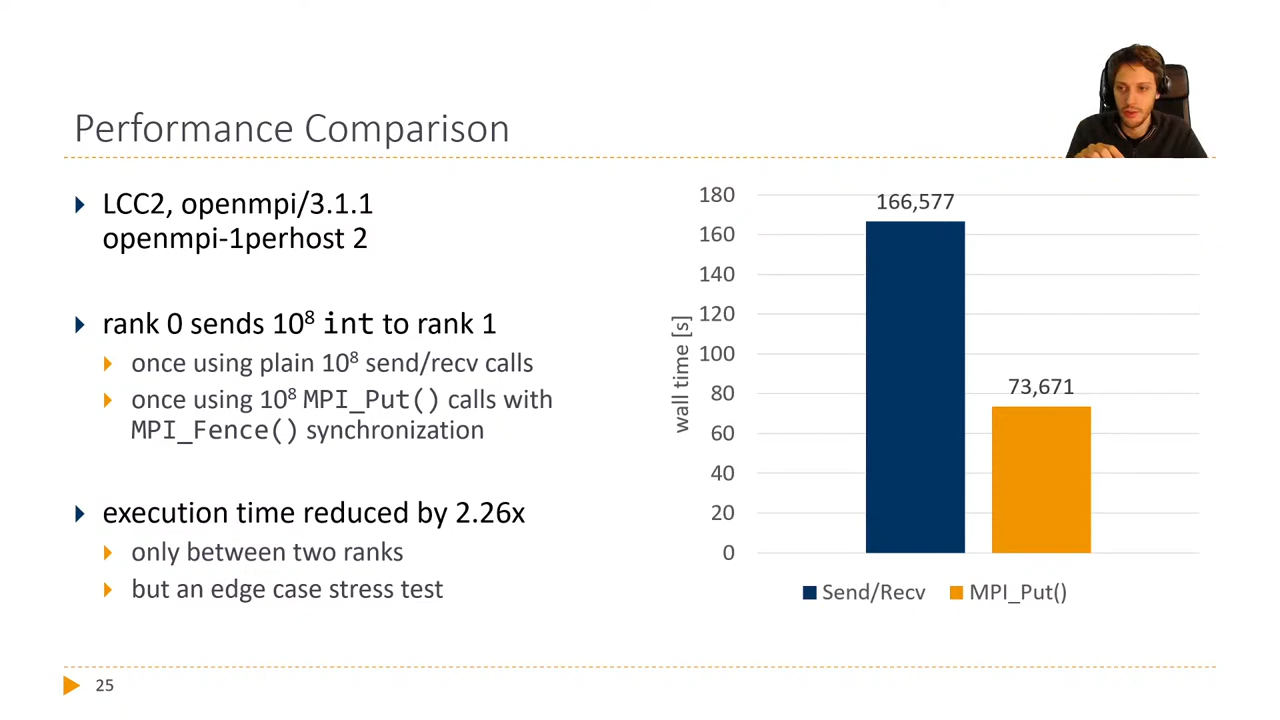 Performance Comparison
LCC2, openmpi/3.1.1
openmpi-1perhost 2
rank 0 sends 10⁸ int to rank 1
once using plain 10⁸ send/recv calls
once using 10⁸ MPI_Put() calls with
MPI_Fence() synchronization
execution time reduced by 2.26x
only between two ranks
but an edge case stress test
wall time [s]
180
160
140
120
100
80
60
40
20
0
166,577
73,671
Send/Recv
MPI_Put()
25